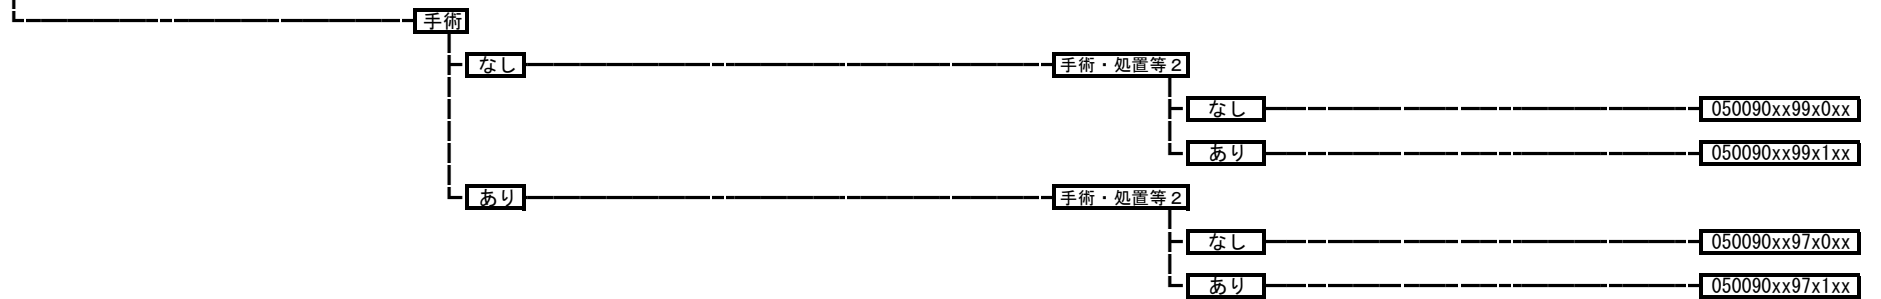 手術
なし 手術・処置等２
なし 050090xx99x0xx
あり 050090xx99x1xx
あり 手術・処置等２
なし 050090xx97x0xx
あり 050090xx97x1xx